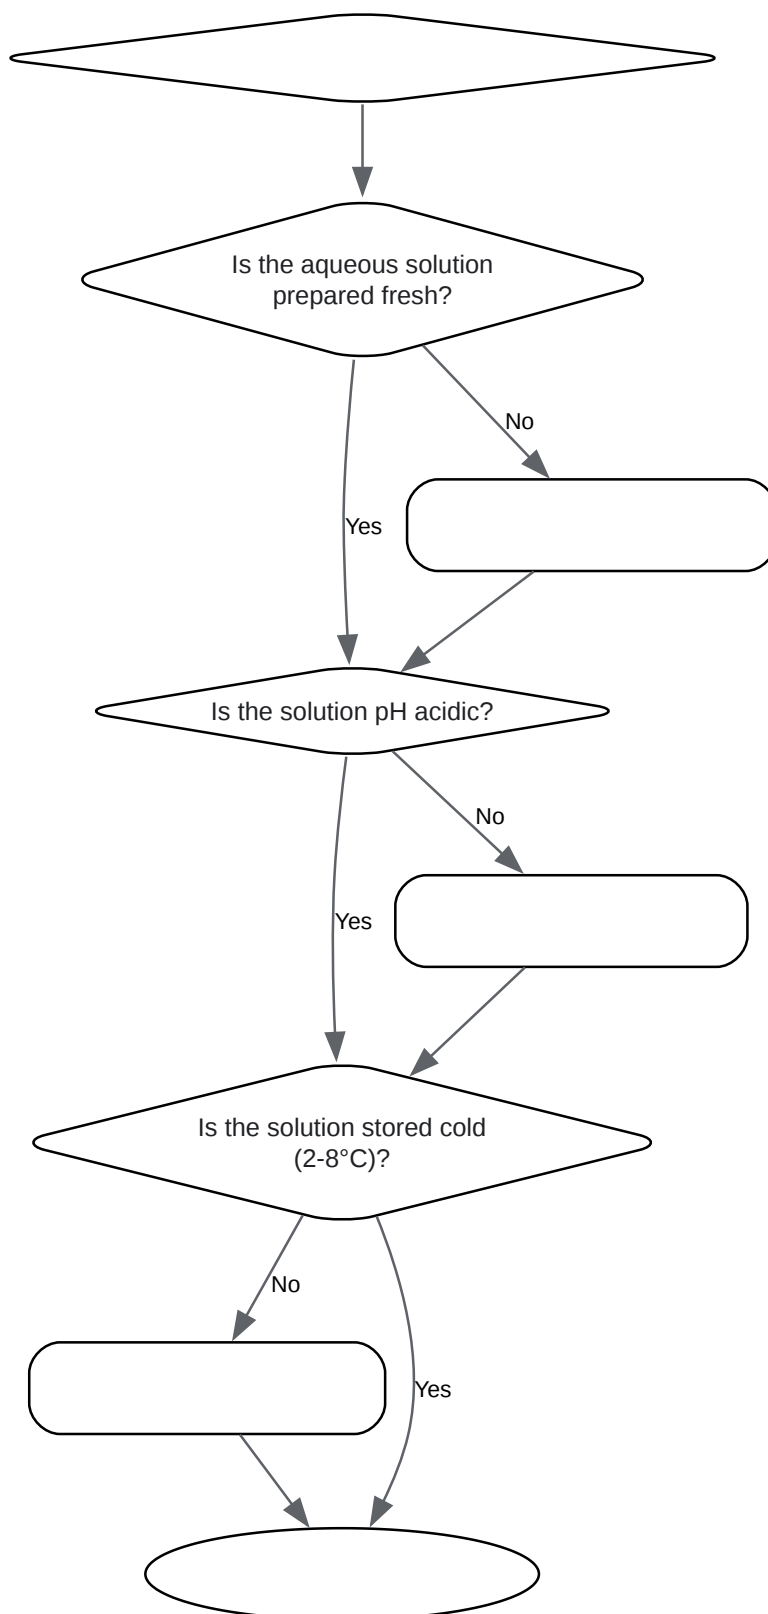 Is the aqueous solution
prepared fresh?
No
Yes
Is the solution pH acidic?
No
Yes
Is the solution stored cold
(2-8°C)?
No
Yes